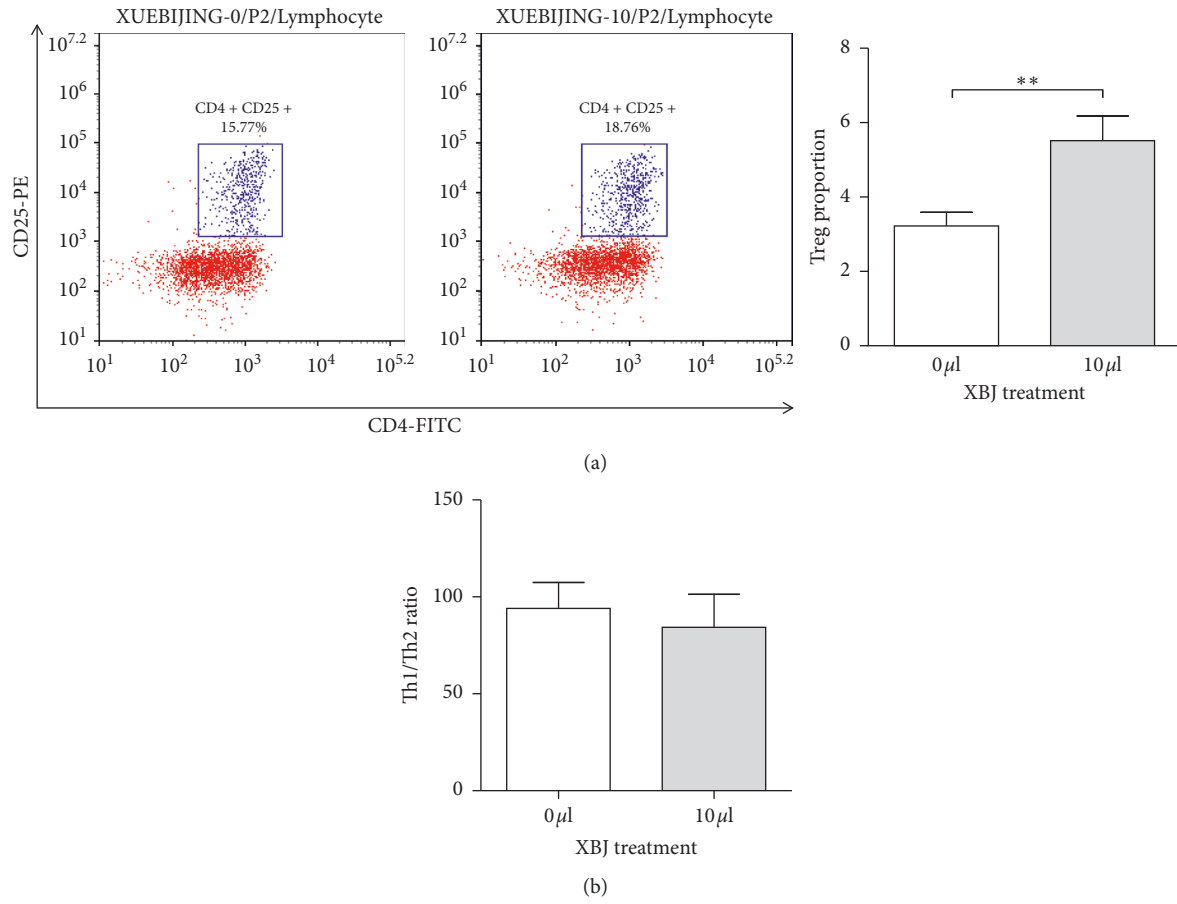 XUEBIJING-0/P2/Lymphocyte
10^7.2
10^6
10^5
10^4
10^3
10^2
10^1
CD4 + CD25 +
15.77%
10^1 10^2 10^3 10^4 10^5.2
CD25-PE
XUEBIJING-10/P2/Lymphocyte
10^7.2
10^6
10^5
10^4
10^3
10^2
10^1
CD4 + CD25 +
18.76%
10^1 10^2 10^3 10^4 10^5.2
CD4-FITC
8
6
4
2
0
Treg proportion
**
0 μl 10 μl
XBJ treatment
(a)
150
100
50
0
Th1/Th2 ratio
0 μl 10 μl
XBJ treatment
(b)